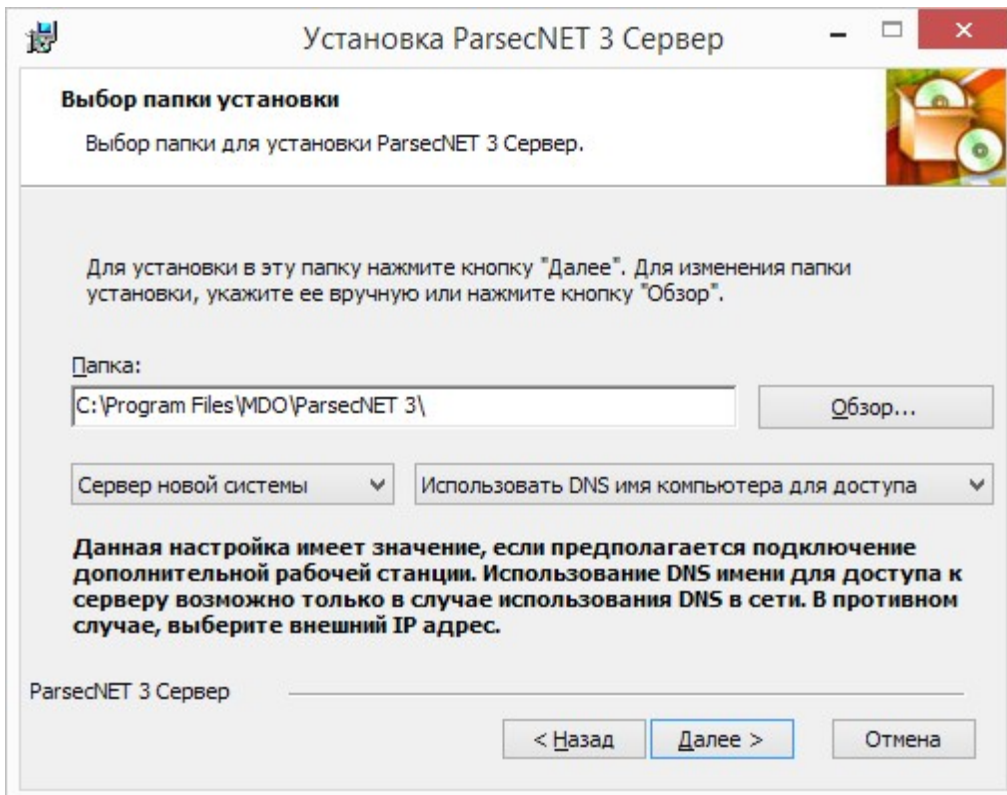 Установка ParsecNET 3 Сервер
Выбор папки установки
Выбор папки для установки ParsecNET 3 Сервер.
Для установки в эту папку нажмите кнопку "Далее". Для изменения папки
установки, укажите ее вручную или нажмите кнопку "Обзор".
Папка:
C:\Program Files\MDO\ParsecNET 3\
Обзор...
Сервер новой системы
Использовать DNS имя компьютера для доступа
Данная настройка имеет значение, если предполагается подключение
дополнительной рабочей станции. Использование DNS имени для доступа к
серверу возможно только в случае использования DNS в сети. В противном
случае, выберите внешний IP адрес.
ParsecNET 3 Сервер
< Назад
Далее >
Отмена